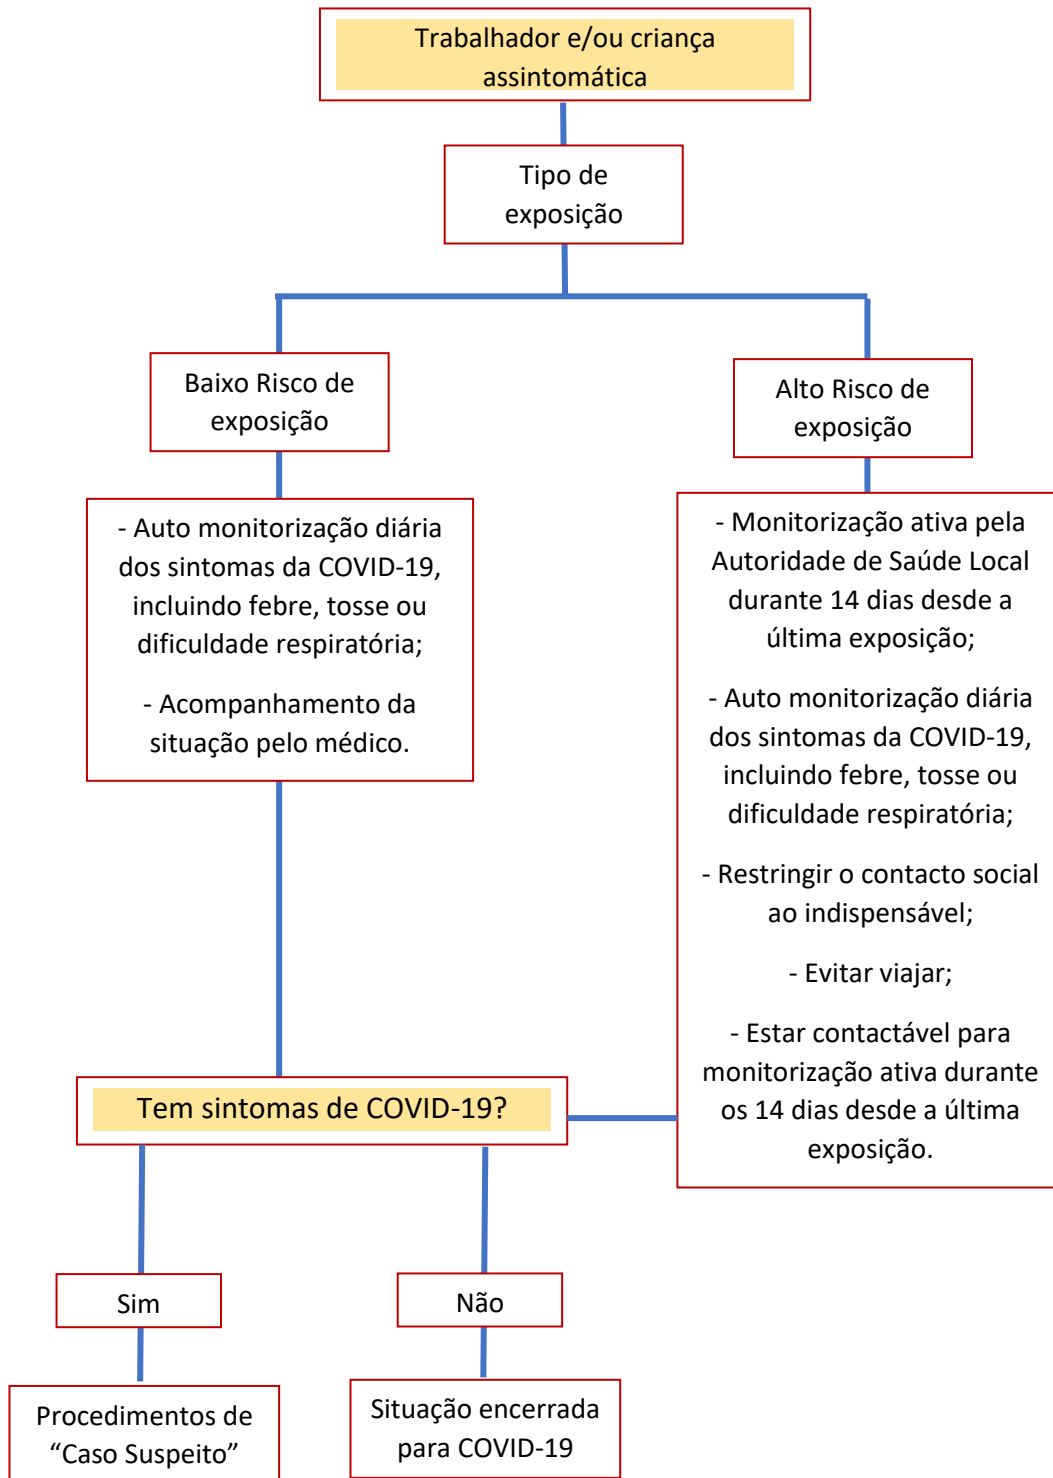 Trabalhador e/ou criança
assintomática
Tipo de
exposição
Baixo Risco de
exposição
Alto Risco de
exposição
- Auto monitorização diária
dos sintomas da COVID-19,
incluindo febre, tosse ou
dificuldade respiratória;
- Acompanhamento da
situação pelo médico.
- Monitorização ativa pela
Autoridade de Saúde Local
durante 14 dias desde a
última exposição;
- Auto monitorização diária
dos sintomas da COVID-19,
incluindo febre, tosse ou
dificuldade respiratória;
- Restringir o contacto social
ao indispensável;
- Evitar viajar;
- Estar contactável para
monitorização ativa durante
os 14 dias desde a última
exposição.
Tem sintomas de COVID-19?
Sim
Não
Procedimentos de
“Caso Suspeito”
Situação encerrada
para COVID-19